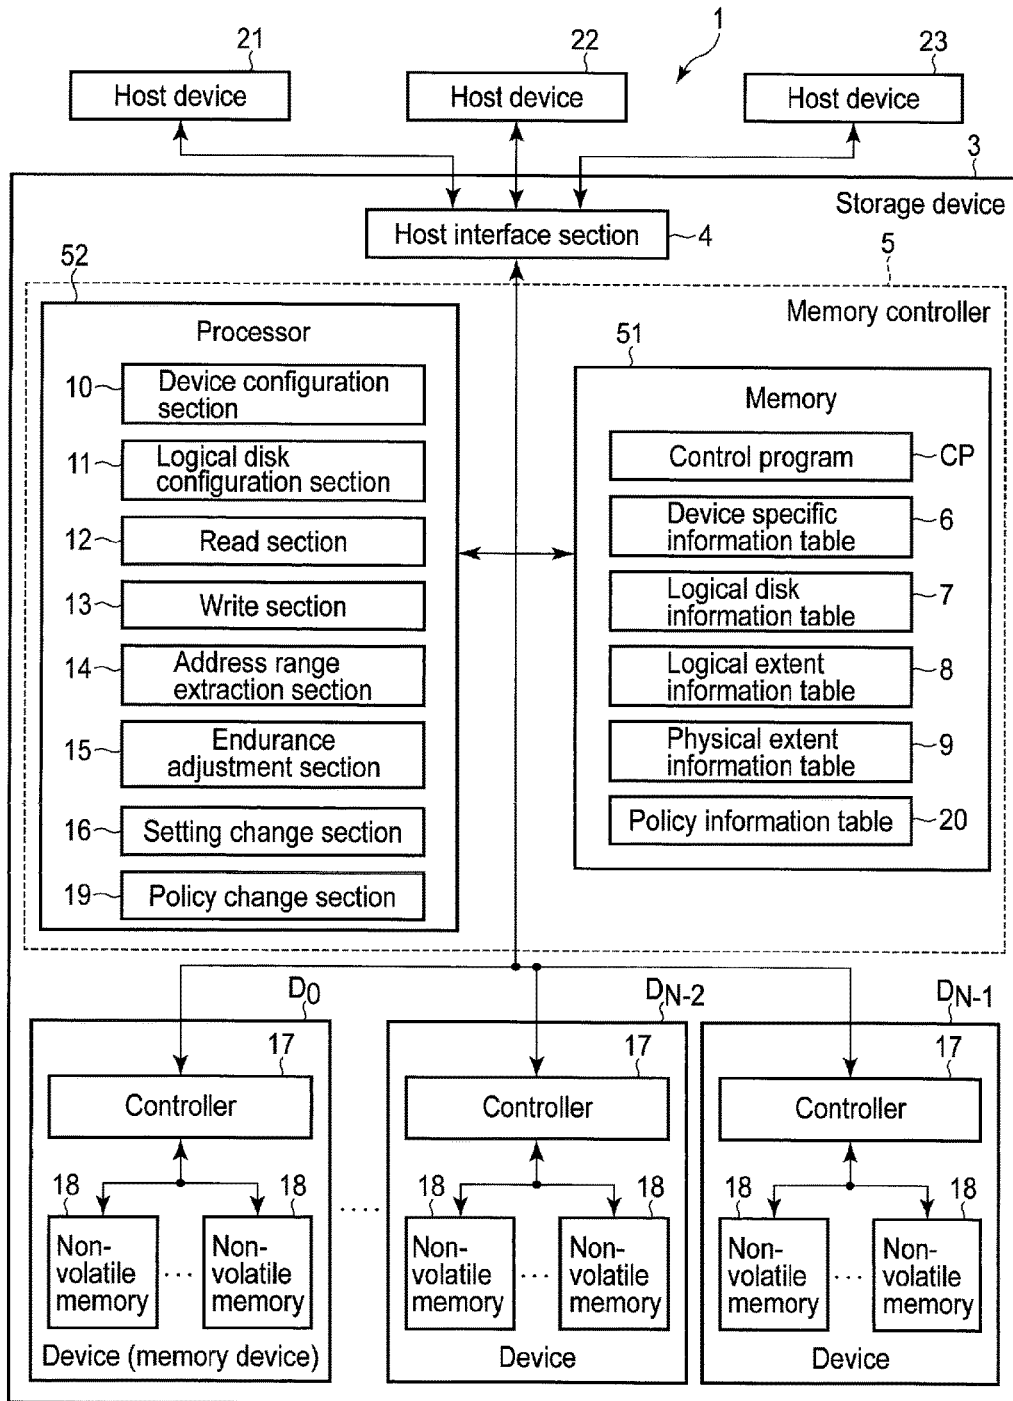 1
21
22
23
Host device
Host device
Host device
3
Storage device
Host interface section
4
5
52
Memory controller
Processor
51
Memory
10
Device configuration
section
11
Logical disk
configuration section
12
Read section
13
Write section
14
Address range
extraction section
15
Endurance
adjustment section
16
Setting change section
19
Policy change section
Control program
CP
Device specific
information table
6
Logical disk
information table
7
Logical extent
information table
8
Physical extent
information table
9
Policy information table
20
D0
17
Controller
18
18
Non-
volatile
memory
...
Non-
volatile
memory
Device (memory device)
....
DN-2
17
Controller
18
18
Non-
volatile
memory
...
Non-
volatile
memory
Device
DN-1
17
Controller
18
18
Non-
volatile
memory
...
Non-
volatile
memory
Device